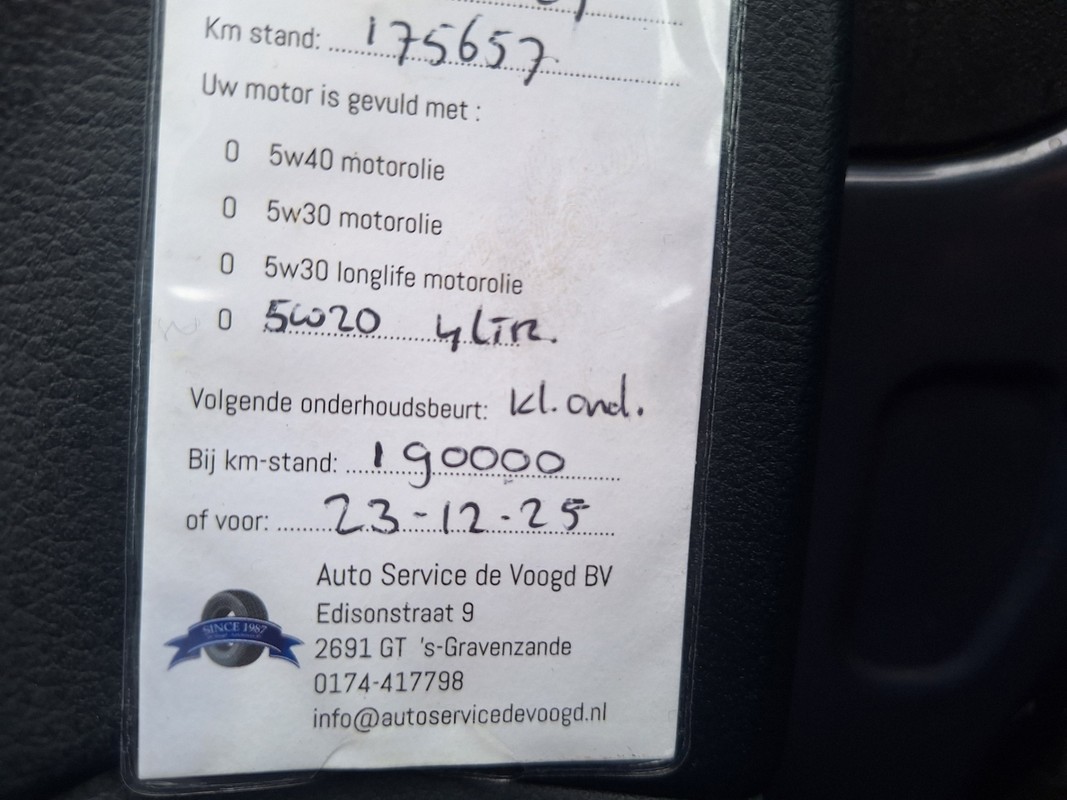 Km stand: 175657
Uw motor is gevuld met :
0 5w40 motorolie
0 5w30 motorolie
0 5w30 longlife motorolie
0 5w20 4 LTR.
Volgende onderhoudsbeurt: kl. ond.
Bij km-stand: 190000
of voor: 23-12-25
Auto Service de Voogd BV
Edisonstraat 9
2691 GT 's-Gravenzande
0174-417798
info@autoservicedevoogd.nl
SINCE 1987